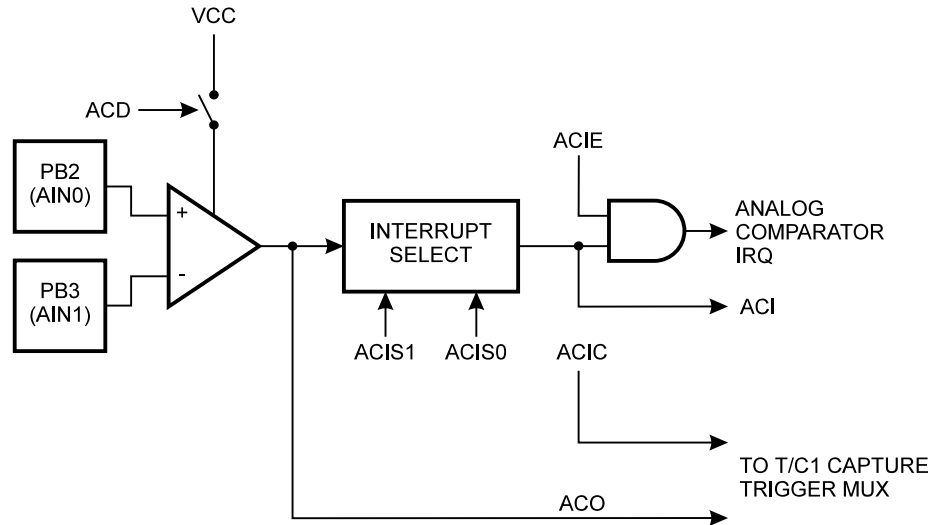 VCC
ACD
PB2
(AIN0)
+
PB3
(AIN1)
-
INTERRUPT
SELECT
ACIS1
ACIS0
ACIE
ANALOG
COMPARATOR
IRQ
ACI
ACIC
TO T/C1 CAPTURE
TRIGGER MUX
ACO